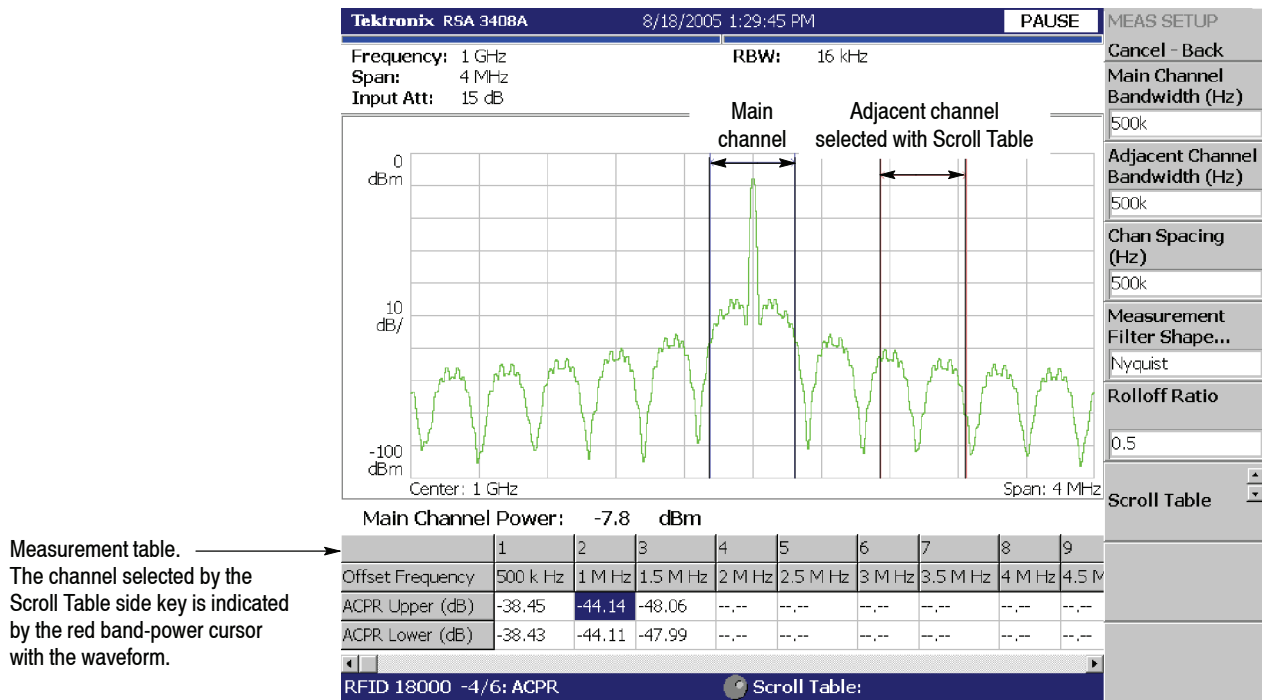 Tektronix RSA 3408A 8/18/2005 1:29:45 PM PAUSE
Frequency: 1 GHz RBW: 16 kHz
Span: 4 MHz
Input Att: 15 dB
Main channel
Adjacent channel
selected with Scroll Table
0
dBm
10
dB/
-100
dBm
Center: 1 GHz Span: 4 MHz
Main Channel Power: -7.8 dBm
1 2 3 4 5 6 7 8 9
Offset Frequency 500 k Hz 1 M Hz 1.5 M Hz 2 M Hz 2.5 M Hz 3 M Hz 3.5 M Hz 4 M Hz 4.5 M
ACPR Upper (dB) -38.45 -44.14 -48.06 --.-- --.-- --.-- --.-- --.-- --.--
ACPR Lower (dB) -38.43 -44.11 -47.99 --.-- --.-- --.-- --.-- --.-- --.--
RFID 18000 -4/6: ACPR Scroll Table:
MEAS SETUP
Cancel - Back
Main Channel
Bandwidth (Hz)
500k
Adjacent Channel
Bandwidth (Hz)
500k
Chan Spacing
(Hz)
500k
Measurement
Filter Shape...
Nyquist
Rolloff Ratio
0.5
Scroll Table
Measurement table.
The channel selected by the
Scroll Table side key is indicated
by the red band-power cursor
with the waveform.